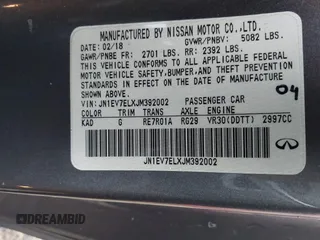 MANUFACTURED BY NISSAN MOTOR CO.,LTD.
DATE: 02/18 GVWR/PNBV: 5082 LBS.
GAWR/PNBE FR: 2701 LBS. RR: 2392 LBS.
THIS VEHICLE CONFORMS TO ALL APPLICABLE FEDERAL
MOTOR VEHICLE SAFETY,BUMPER,AND THEFT PREVENTION
STANDARDS IN EFFECT ON THE DATE OF MANUFACTURE
SHOWN ABOVE.
04
VIN: JN1EV7ELXJM392002 PASSENGER CAR
COLOR TRIM TRANS AXLE ENGINE
KAD G RE7R01A RG29 VR30(DDTT) 2997CC
JN1EV7ELXJM392002
INFINITI
DREAMBID